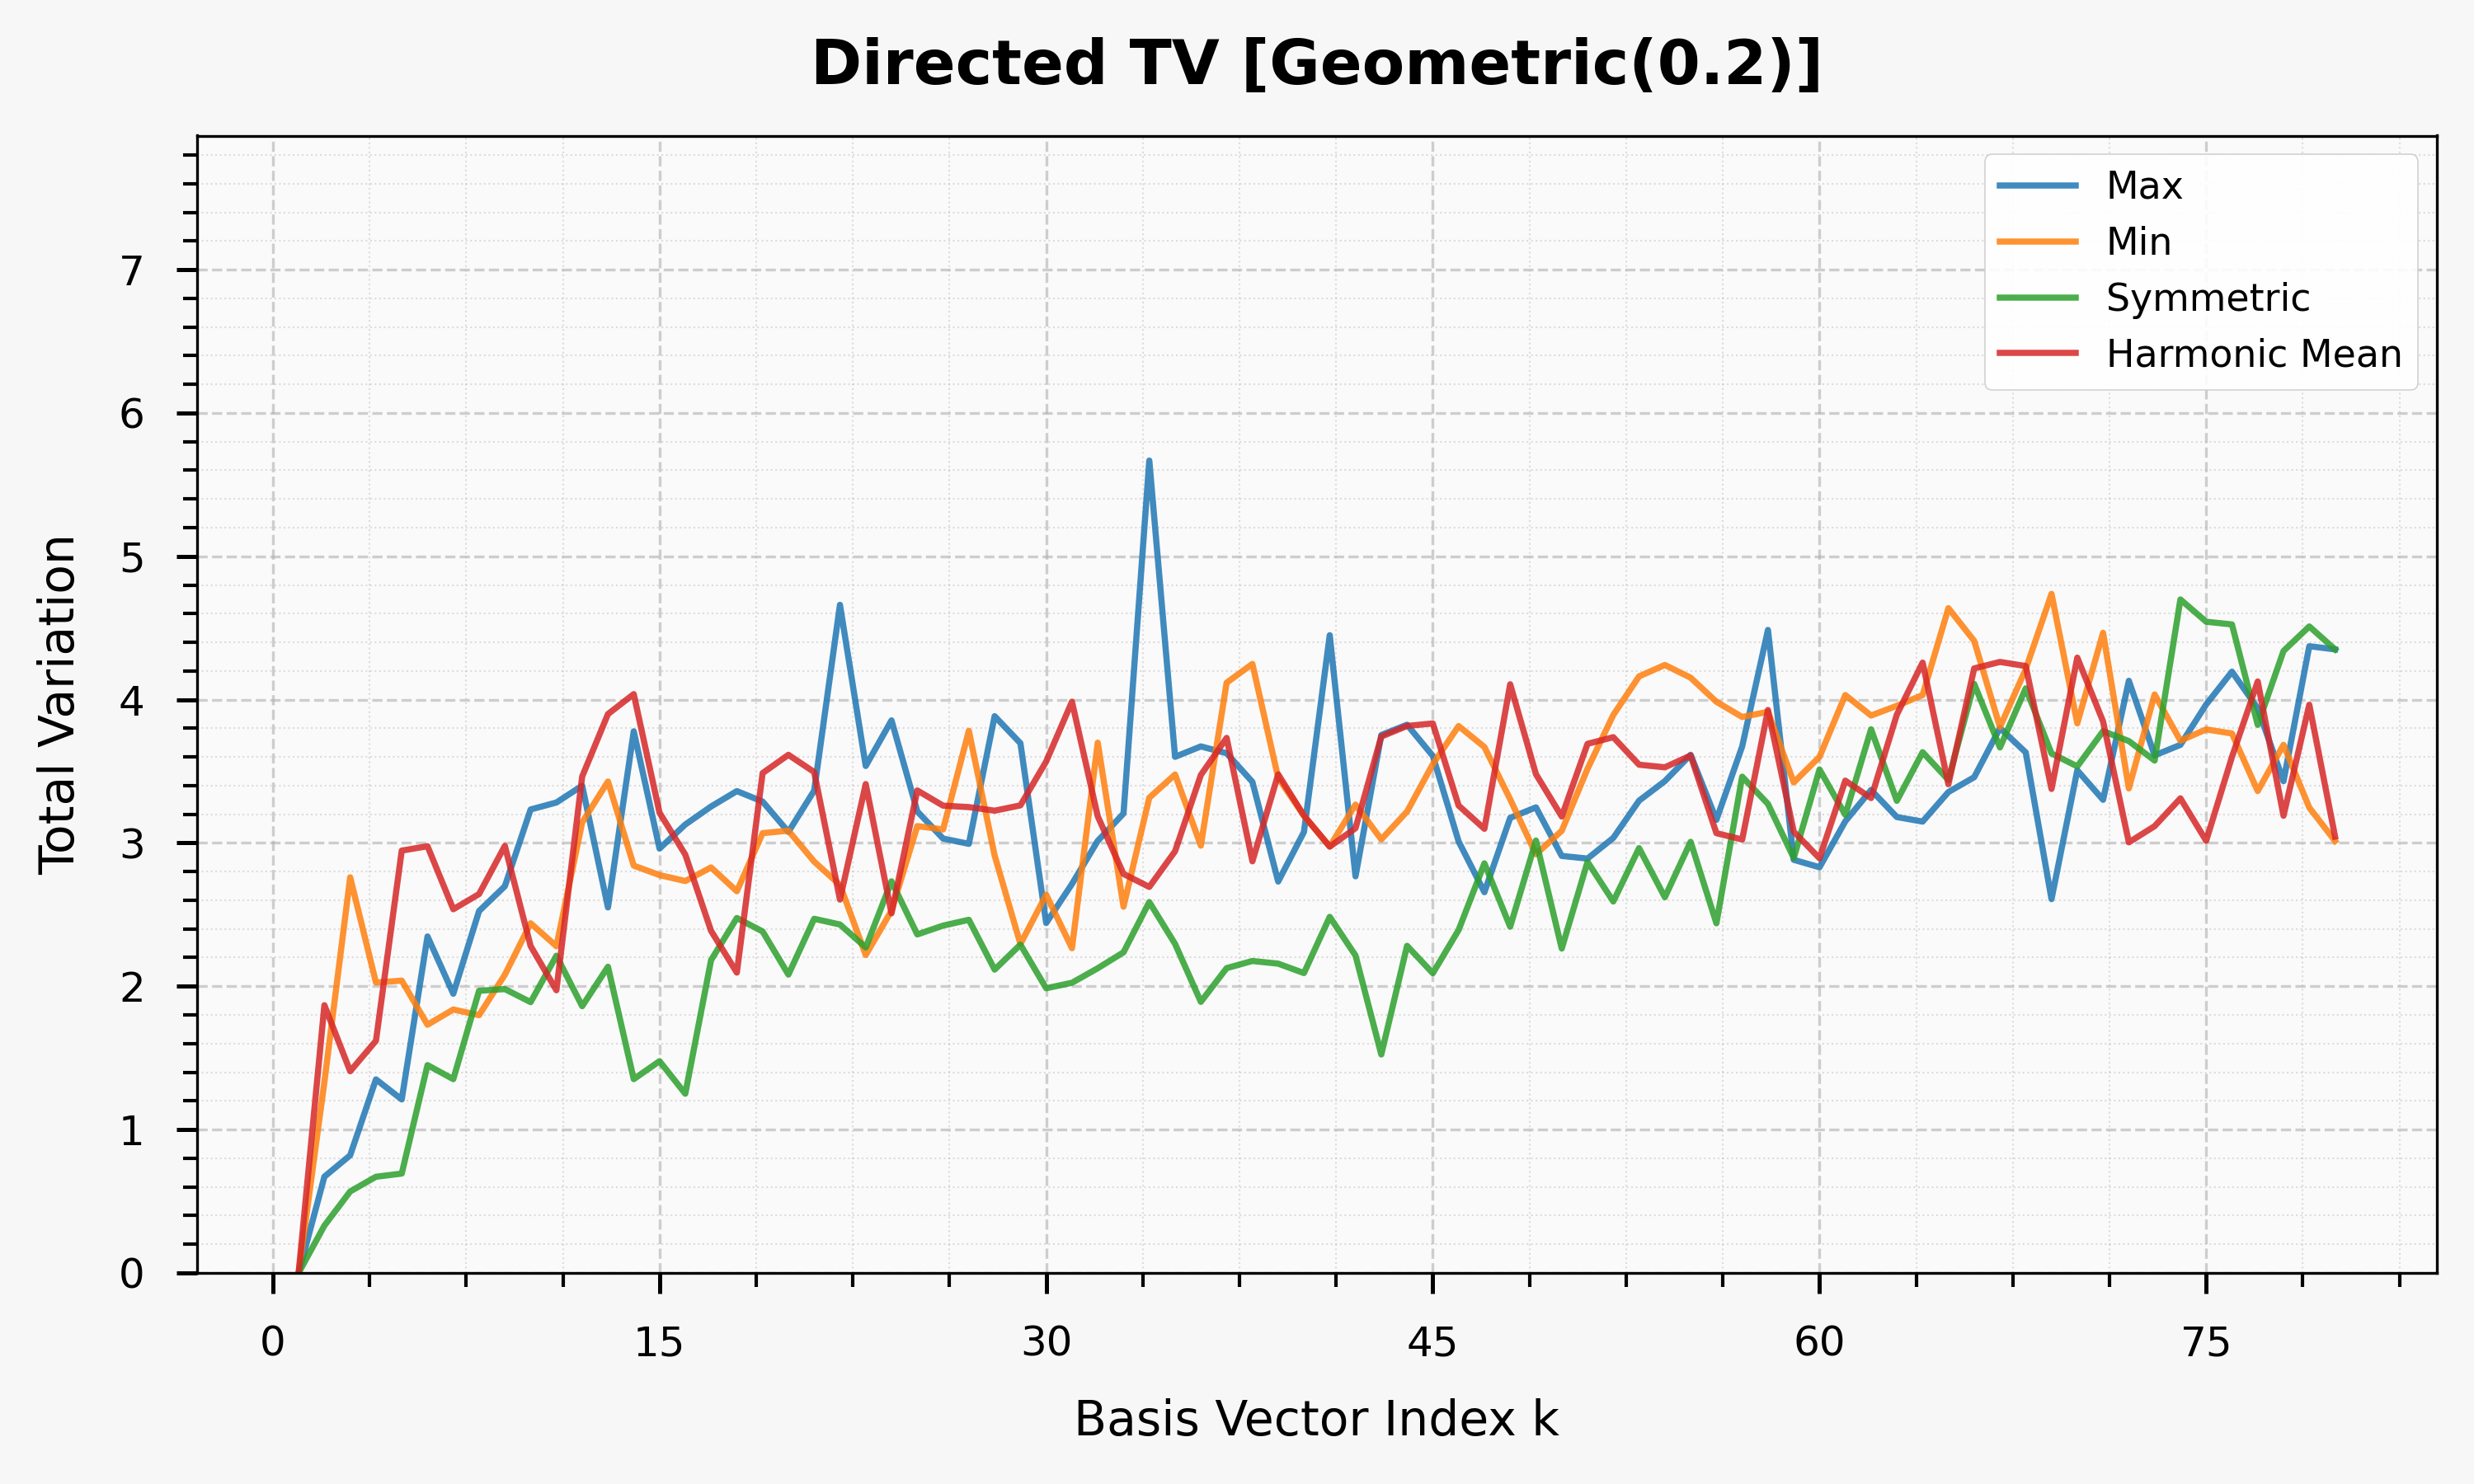 Directed TV [Geometric(0.2)]
Total Variation
7
6
5
4
3
2
1
0
0 15 30 45 60 75
Basis Vector Index k
Max
Min
Symmetric
Harmonic Mean